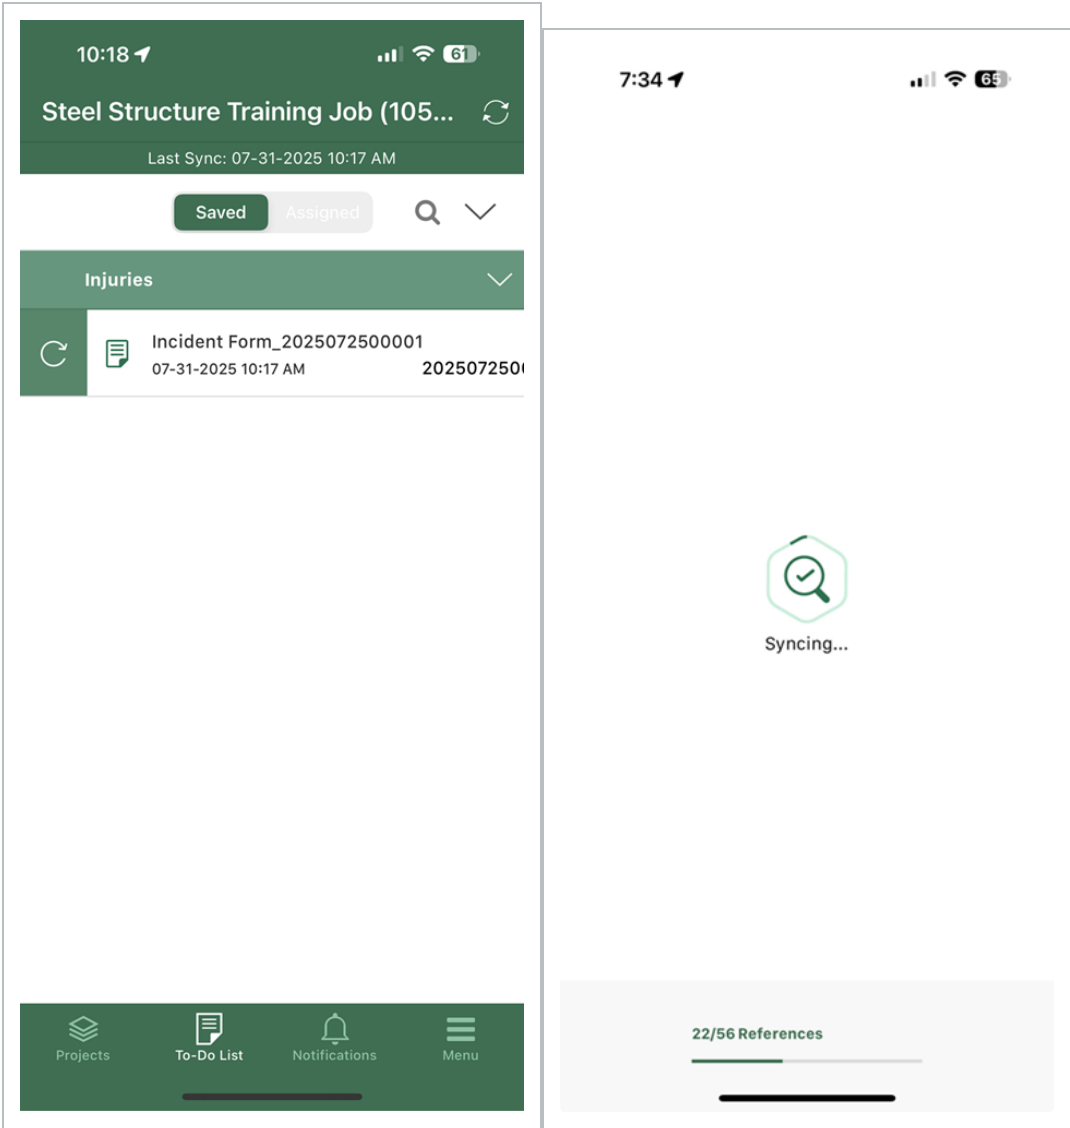 10:18
61
Steel Structure Training Job (105...
Last Sync: 07-31-2025 10:17 AM
Saved
Assigned
Injuries
Incident Form_2025072500001
07-31-2025 10:17 AM
202507250
Projects
To-Do List
Notifications
Menu
7:34
65
Syncing...
22/56 References